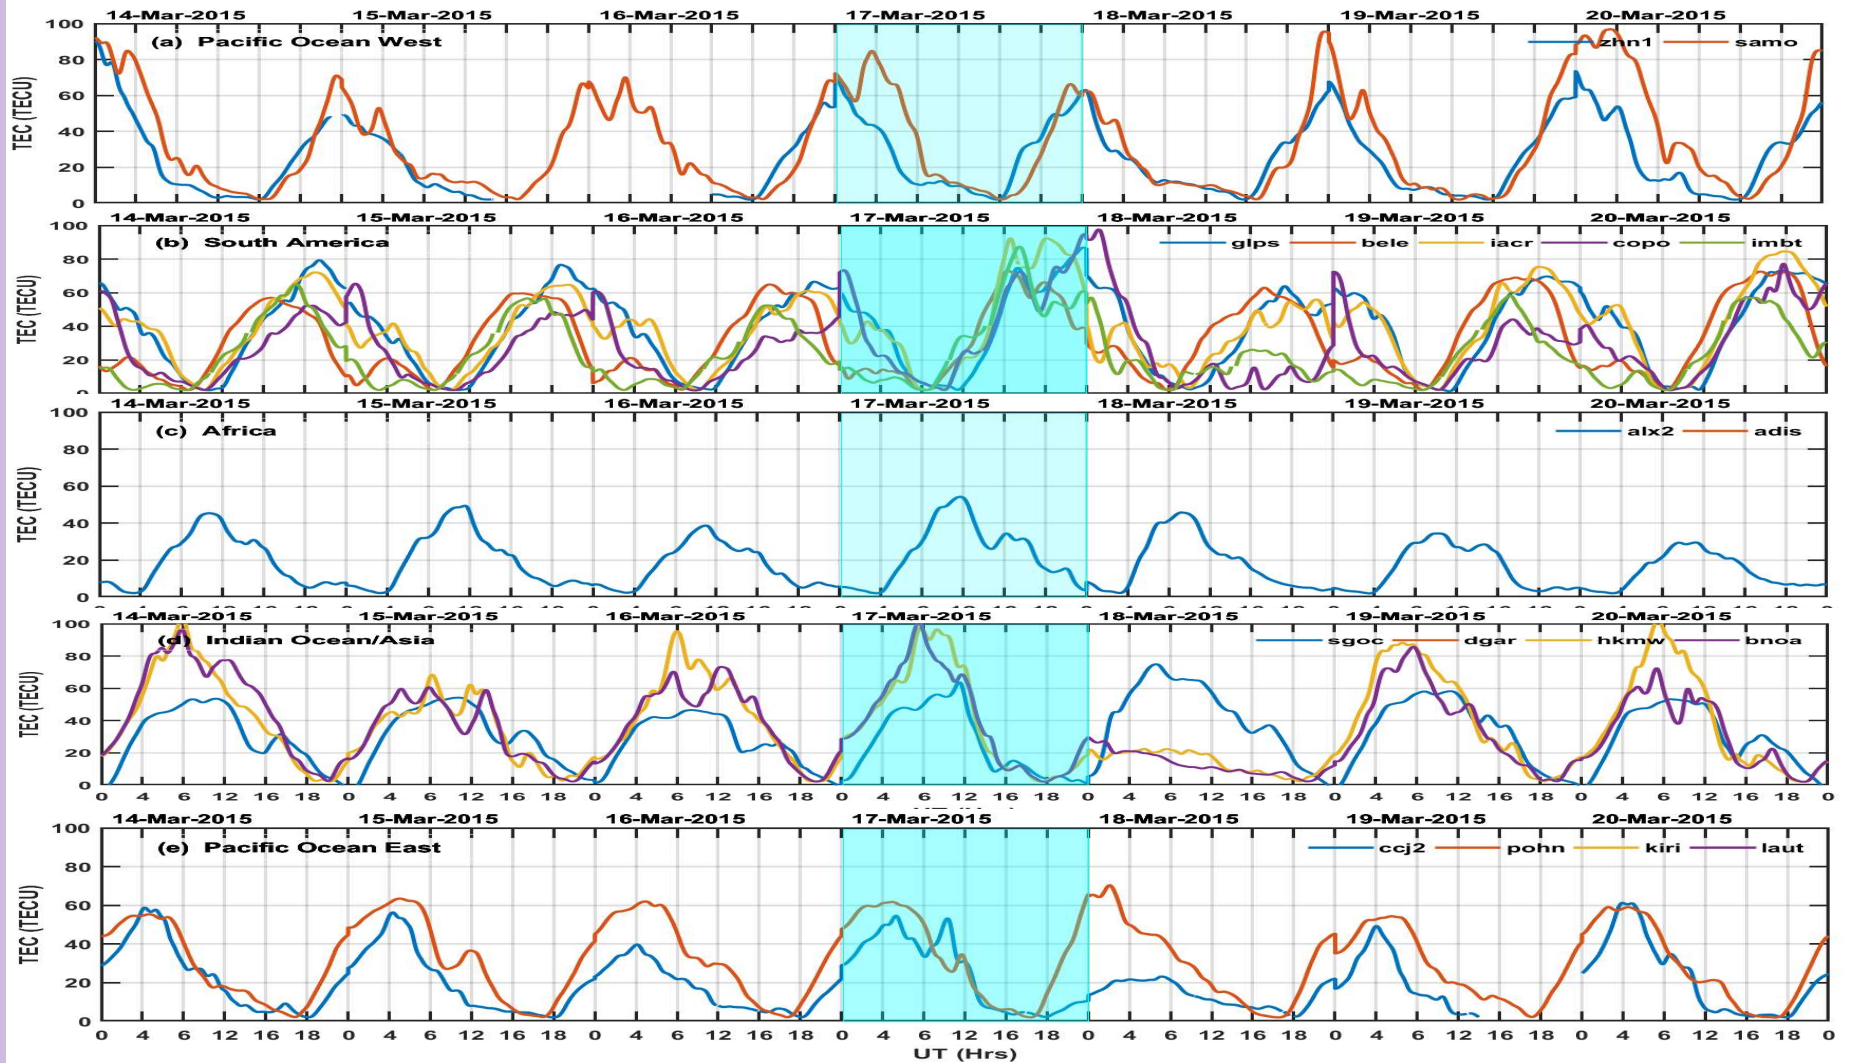 14-Mar-2015 15-Mar-2015 16-Mar-2015 17-Mar-2015 18-Mar-2015 19-Mar-2015 20-Mar-2015
100
(a) Pacific Ocean West
zhn1 samo
80
TEC (TECU)
60
40
20
0
14-Mar-2015 15-Mar-2015 16-Mar-2015 17-Mar-2015 18-Mar-2015 19-Mar-2015 20-Mar-2015
100
(b) South America
glps bele iacr copo imbt
80
TEC (TECU)
60
40
20
0
14-Mar-2015 15-Mar-2015 16-Mar-2015 17-Mar-2015 18-Mar-2015 19-Mar-2015 20-Mar-2015
100
(c) Africa
alx2 adis
80
TEC (TECU)
60
40
20
0
14-Mar-2015 15-Mar-2015 16-Mar-2015 17-Mar-2015 18-Mar-2015 19-Mar-2015 20-Mar-2015
100
(d) Indian Ocean/Asia
sgoc dgar hkmw bnoa
80
TEC (TECU)
60
40
20
0
0 4 6 12 16 18 0 4 6 12 16 18 0 4 6 12 16 18 0 4 6 12 16 18 0 4 6 12 16 18 0 4 6 12 16 18 0 4 6 12 16 18 0
14-Mar-2015 15-Mar-2015 16-Mar-2015 17-Mar-2015 18-Mar-2015 19-Mar-2015 20-Mar-2015
100
(e) Pacific Ocean East
ccj2 pohn kiri laut
80
TEC (TECU)
60
40
20
0
0 4 6 12 16 18 0 4 6 12 16 18 0 4 6 12 16 18 0 4 6 12 16 18 0 4 6 12 16 18 0 4 6 12 16 18 0 4 6 12 16 18 0
UT (Hrs)